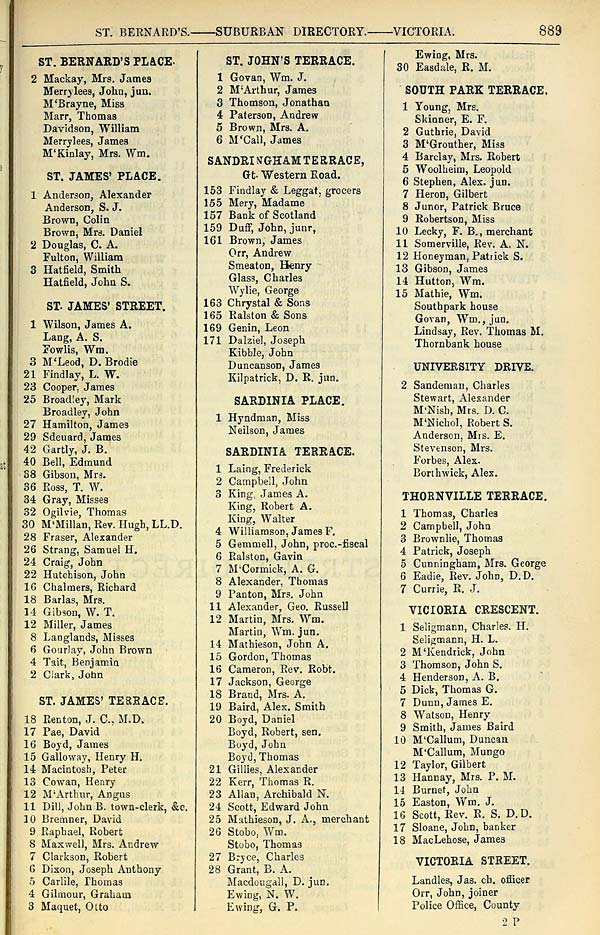 ST. BERNARD'S.——SUBURBAN DIRECTORY.——VICTORIA. 889
ST. BERNARD'S PLACE.
2 Mackay, Mrs. James
Merrylees, John, jun.
M'Brayne, Miss
Marr, Thomas
Davidson, William
Merrylees, James
M'Kinlay, Mrs. Wm.
ST. JAMES' PLACE.
1 Anderson, Alexander
Anderson, S. J.
Brown, Colin
Brown, Mrs. Daniel
2 Douglas, C. A.
Fulton, William
3 Hatfield, Smith
Hatfield, John S.
ST. JAMES' STREET.
1 Wilson, James A.
Lang, A. S.
Fowlis, Wm.
3 M'Leod, D. Brodie
21 Findlay, L. W.
23 Cooper, James
25 Broadley, Mark
Broadley, John
27 Hamilton, James
29 Sdeuard, James
42 Gartly, J. B.
40 Bell, Edmund
38 Gibson, Mrs.
36 Ross, T. W.
34 Gray, Misses
32 Ogilvie, Thomas
30 M'Millan, Rev. Hugh, LL.D.
28 Fraser, Alexander
26 Strang, Samuel H.
24 Craig, John
22 Hutchison, John
16 Chalmers, Richard
18 Barlas, Mrs.
14 Gibson, W. T.
12 Miller, James
8 Langlands, Misses
6 Gourlay, John Brown
4 Tait, Benjamin
2 Clark, John
ST. JAMES' TERRACE.
18 Renton, J. C., M.D.
17 Pae, David
16 Boyd, James
15 Galloway, Henry H.
14 Macintosh, Peter
13 Cowan, Henry
12 M'Arthur, Angus
11 Dill, John B. town-clerk, &c.
10 Bremner, David
9 Raphael, Robert
8 Maxwell, Mrs. Andrew
7 Clarkson, Robert
6 Dixon, Joseph Anthony
5 Carlile, Thomas
4 Gilmour, Graham
3 Maquet, Otto
ST. JOHN'S TERRACE.
1 Govan, Wm. J.
2 M'Arthur, James
3 Thomson, Jonathan
4 Paterson, Andrew
5 Brown, Mrs. A.
6 M'Call, James
SANDRINGHAM TERRACE,
Gt. Western Road.
153 Findlay & Leggat, grocers
155 Mery, Madame
157 Bank of Scotland
159 Duff, John, junr,
161 Brown, James
Orr, Andrew
Smeaton, Henry
Glass, Charles
Wylie, George
163 Chrystal & Sons
165 Ralston & Sons
169 Genin, Leon
171 Dalziel, Joseph
Kibble, John
Duncanson, James
Kilpatrick, D. R. jun.
SARDINIA PLACE.
1 Hyndman, Miss
Neilson, James
SARDINIA TERRACE.
1 Laing, Frederick
2 Campbell, John
3 King, James A.
King, Robert A.
King, Walter
4 Williamson, James F.
5 Gemmell, John, proc.-fiscal
6 Ralston, Gavin
7 M'Cormick, A. G.
8 Alexander, Thomas
9 Panton, Mrs. John
11 Alexander, Geo. Russell
12 Martin, Mrs. Wm.
Martin, Wm. jun.
14 Mathieson, John A.
15 Gordon, Thomas
16 Cameron, Rev. Robt.
17 Jackson, George
18 Brand, Mrs. A.
19 Baird, Alex. Smith
20 Boyd, Daniel
Boyd, Robert, sen.
Boyd, John
Boyd, Thomas
21 Gillies, Alexander
22 Kerr, Thomas R.
23 Allan, Archibald N.
24 Scott, Edward John
25 Mathieson, J. A., merchant
26 Stobo, Wm.
Stobo, Thomas
27 Bryce, Charles
28 Grant, B. A.
Macdougall, D. jun.
Ewing, N. W.
Ewing, G. P.
Ewing, Mrs.
30 Easdale, R. M.
SOUTH PARK TERRACE.
1 Young, Mrs.
Skinner, E. F.
2 Guthrie, David
3 M'Grouther, Miss
4 Barclay, Mrs. Robert
5 Woolheim, Leopold
6 Stephen, Alex. jun.
7 Heron, Gilbert
8 Junor, Patrick Bruce
9 Robertson, Miss
10 Lecky, F. B., merchant
11 Somerville, Rev. A. N.
12 Honeyman, Patrick S.
13 Gibson, James
14 Hutton, Wm.
15 Mathie, Wm.
Southpark house
Govan, Wm., jun.
Lindsay, Rev. Thomas M.
Thornbank house
UNIVERSITY DRIVE.
2 Sandeman, Charles
Stewart, Alexander
M'Nish, Mrs. D. C.
M'Nichol, Robert S.
Anderson, Mrs. E.
Stevenson, Mrs.
Forbes, Alex.
Borthwick, Alex.
THORNVILLE TERRACE.
1 Thomas, Charles
2 Campbell, John
3 Brownlie, Thomas
4 Patrick, Joseph
5 Cunningham, Mrs. George
6 Eadie, Rev. John, D.D.
7 Currie, R. J.
VICTORIA CRESCENT.
1 Seligmann, Charles. H.
Seligmann, H. L.
2 M'Kendrick, John
3 Thomson, John S.
4 Henderson, A. B.
5 Dick, Thomas G.
7 Dunn, James E.
8 Watson, Henry
9 Smith, James Baird
10 M'Callum, Duncan
M'Callum, Mungo
12 Taylor, Gilbert
13 Hannay, Mrs. P. M.
14 Burnet, John
15 Easton, Wm. J.
16 Scott, Rev. R. S. D.D.
17 Sloane, John, banker
18 MacLehose, James
VICTORIA STREET.
Landles, Jas. ch. officer
Orr, John, joiner
Police Office, County
2 P